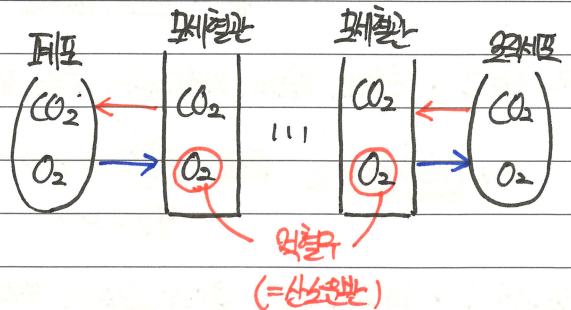 폐포 모세혈관 모세혈관 조직세포
CO₂ CO₂ ... CO₂ CO₂
O₂ O₂ O₂ O₂
적혈구
(=산소운반)